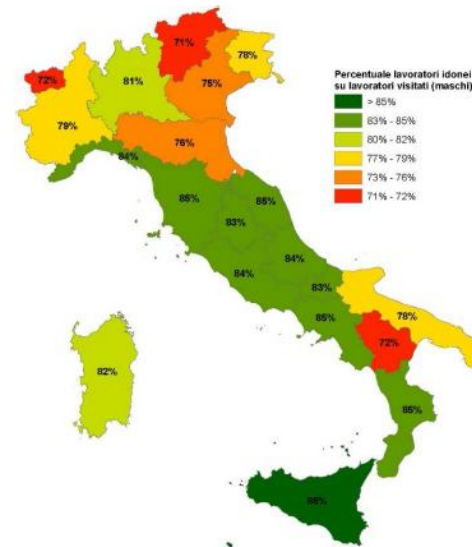 71%
78%
72%
81%
75%
79%
76%
84%
85%
85%
83%
84%
84%
83%
85%
78%
72%
82%
85%
Percentuale lavoratori idonei
su lavoratori visitati (maschi)
> 85%
83% - 85%
80% - 82%
77% - 79%
73% - 76%
71% - 72%